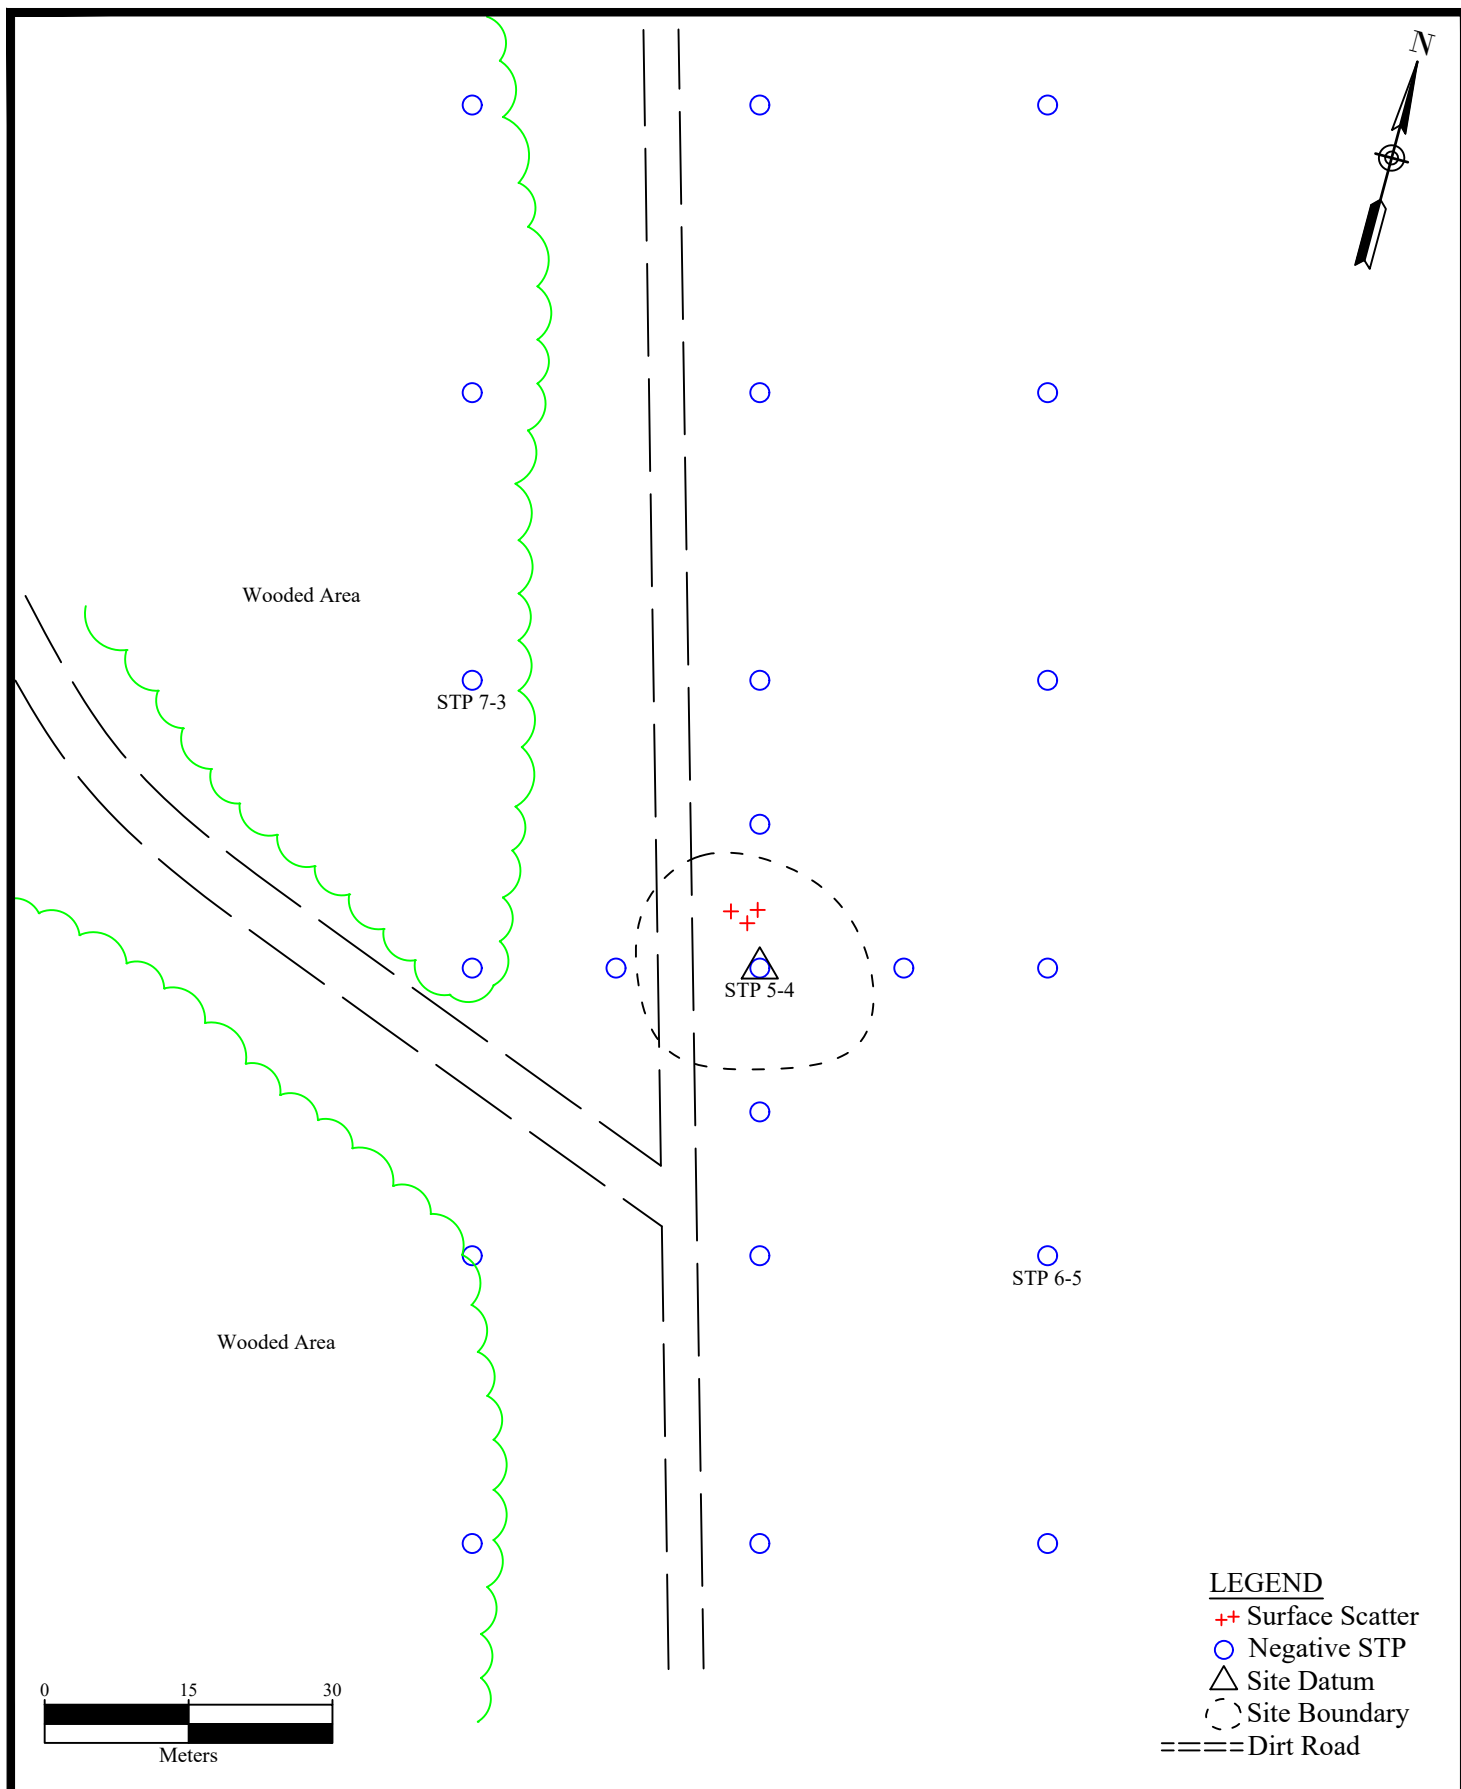 N
Wooded Area
STP 7-3
STP 5-4
STP 6-5
Wooded Area
LEGEND
Surface Scatter
Negative STP
Site Datum
Site Boundary
Dirt Road
0 15 30
Meters